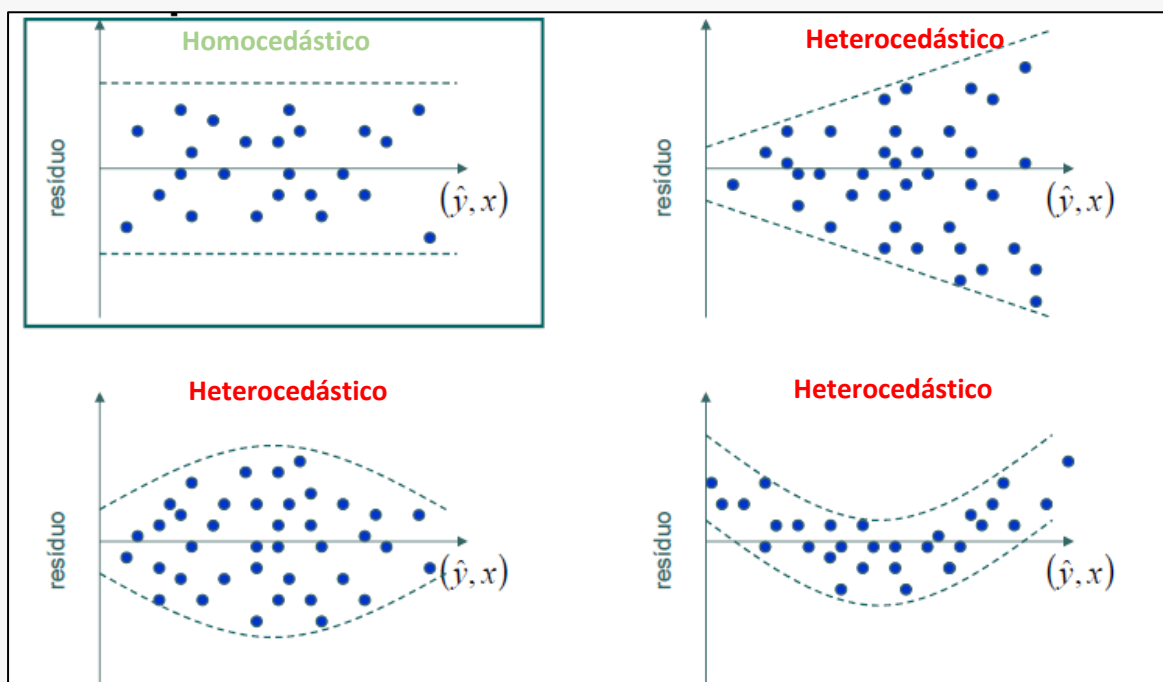 Homocedástico
resíduo
(ŷ, x)
Heterocedástico
resíduo
(ŷ, x)
Heterocedástico
resíduo
(ŷ, x)
Heterocedástico
resíduo
(ŷ, x)